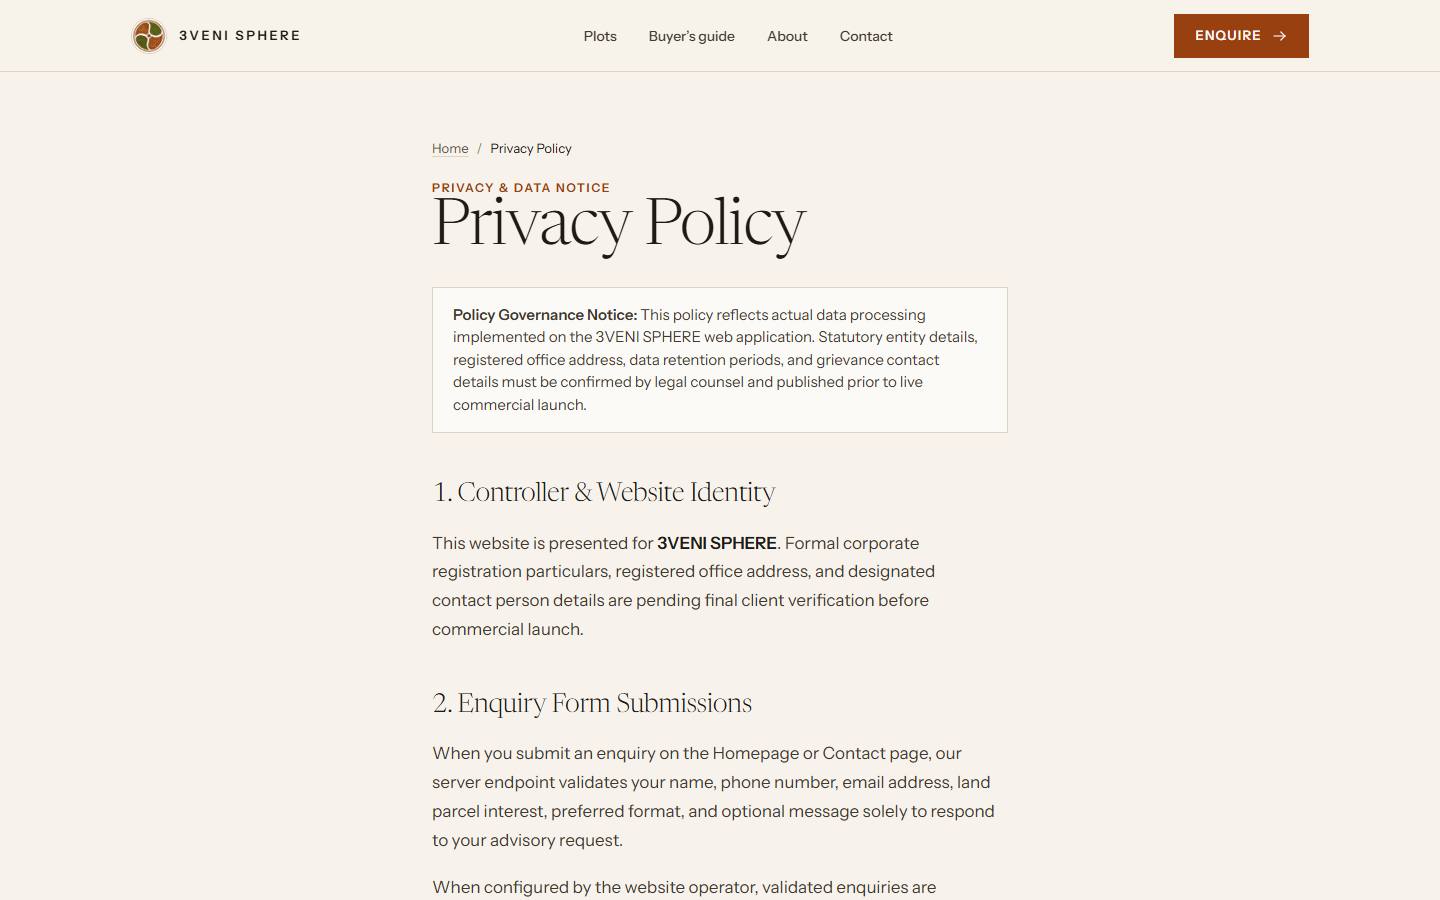 3VENI SPHERE
Plots
Buyer’s guide
About
Contact
ENQUIRE →
Home / Privacy Policy
PRIVACY & DATA NOTICE
Privacy Policy
Policy Governance Notice: This policy reflects actual data processing
implemented on the 3VENI SPHERE web application. Statutory entity details,
registered office address, data retention periods, and grievance contact
details must be confirmed by legal counsel and published prior to live
commercial launch.
1. Controller & Website Identity
This website is presented for 3VENI SPHERE. Formal corporate
registration particulars, registered office address, and designated
contact person details are pending final client verification before
commercial launch.
2. Enquiry Form Submissions
When you submit an enquiry on the Homepage or Contact page, our
server endpoint validates your name, phone number, email address, land
parcel interest, preferred format, and optional message solely to respond
to your advisory request.
When configured by the website operator, validated enquiries are